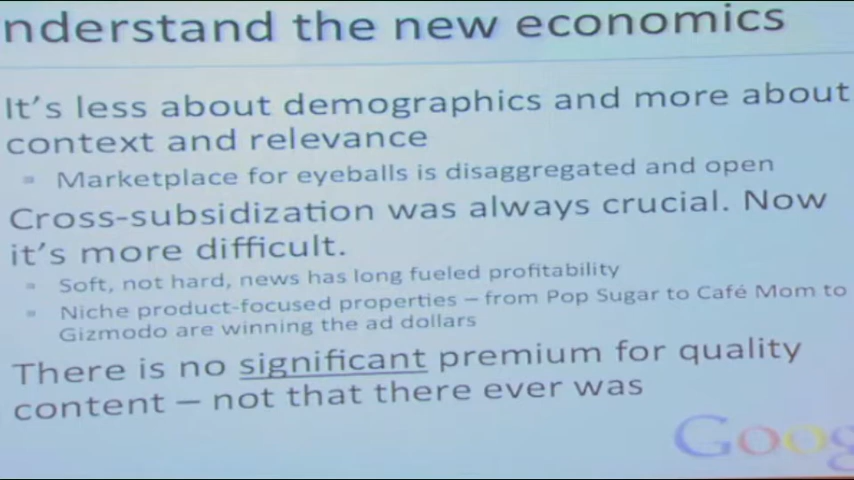 nderstand the new economics
It's less about demographics and more about
context and relevance
Marketplace for eyeballs is disaggregated and open
Cross-subsidization was always crucial. Now
it's more difficult.
Soft, not hard, news has long fueled profitability
Niche product-focused properties – from Pop Sugar to Café Mom to
Gizmodo are winning the ad dollars
There is no significant premium for quality
content – not that there ever was
Goog